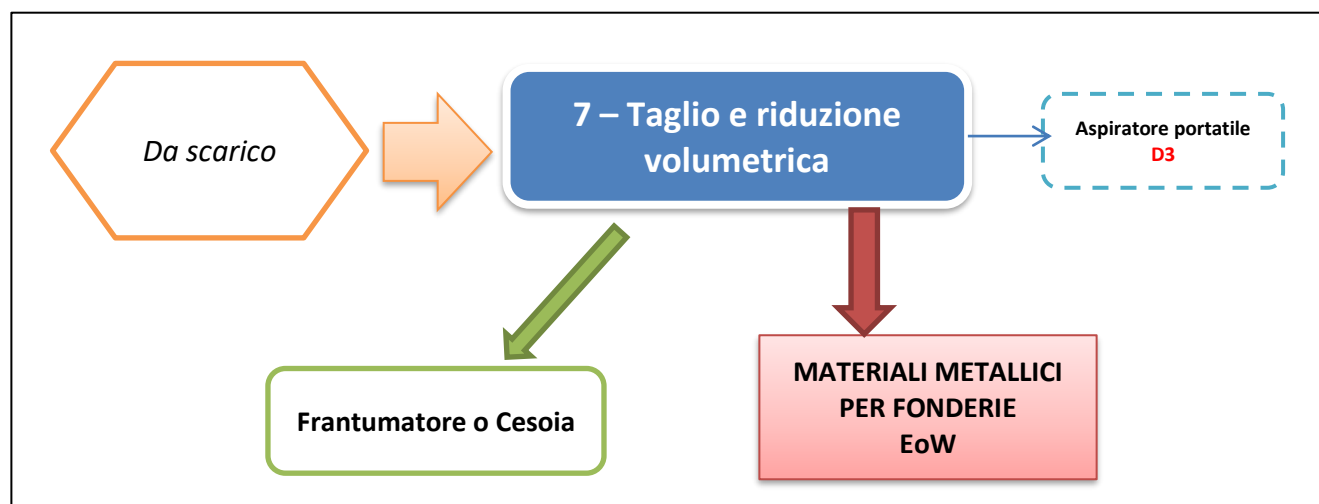 Da scarico
7 – Taglio e riduzione
volumetrica
Aspiratore portatile
D3
Frantumatore o Cesoia
MATERIALI METALLICI
PER FONDERIE
EoW